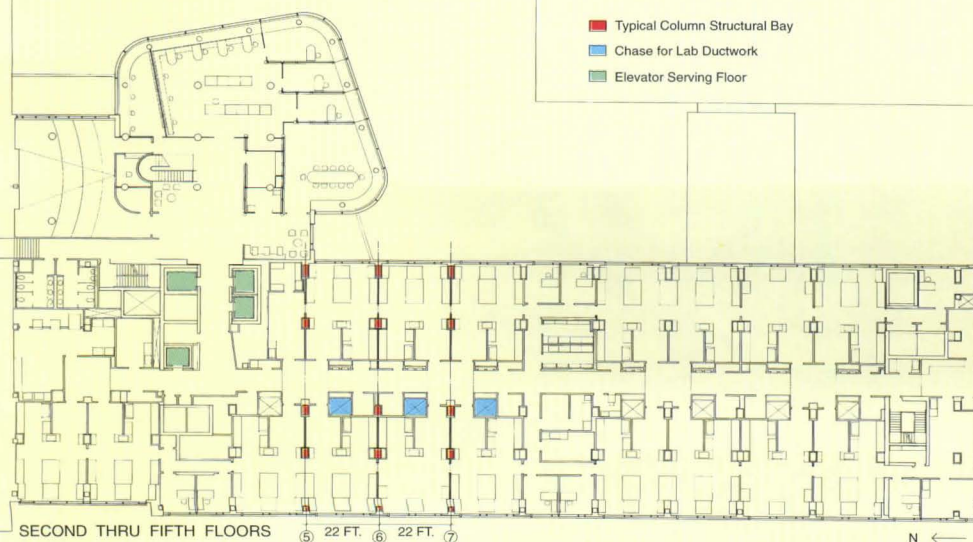 Typical Column Structural Bay
Chase for Lab Ductwork
Elevator Serving Floor
SECOND THRU FIFTH FLOORS
5 22 FT. 6 22 FT. 7
N